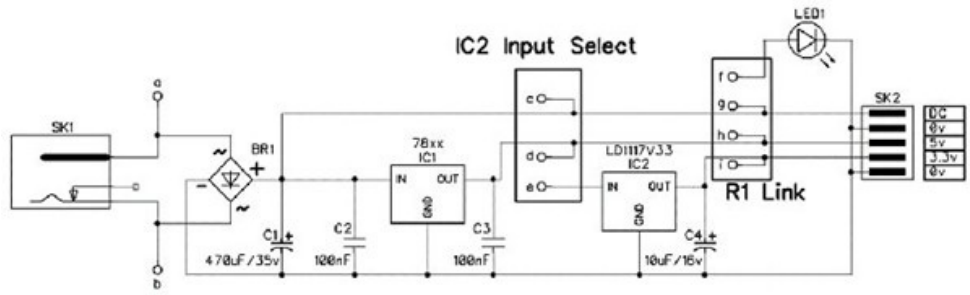 LED1
IC2 Input Select
a
f
c
g
SK2
DC
SK1
0v
BR1
78xx
IC1
h
5v
d
LD1117V33
IC2
3.3v
+
IN OUT
i
0v
-
e
IN OUT
R1 Link
GND
GND
C1 +
C2
C3
C4 +
470uF/35v
100nF
100nF
10uF/16v
b